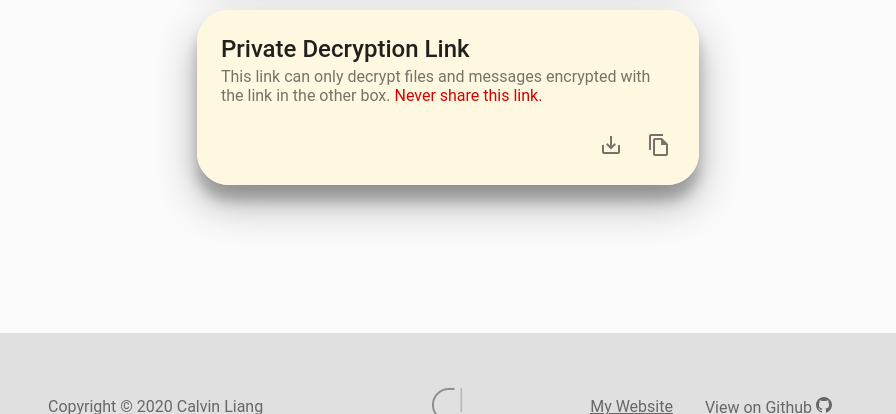 Private Decryption Link
This link can only decrypt files and messages encrypted with
the link in the other box. Never share this link.
Copyright © 2020 Calvin Liang
My Website
View on Github